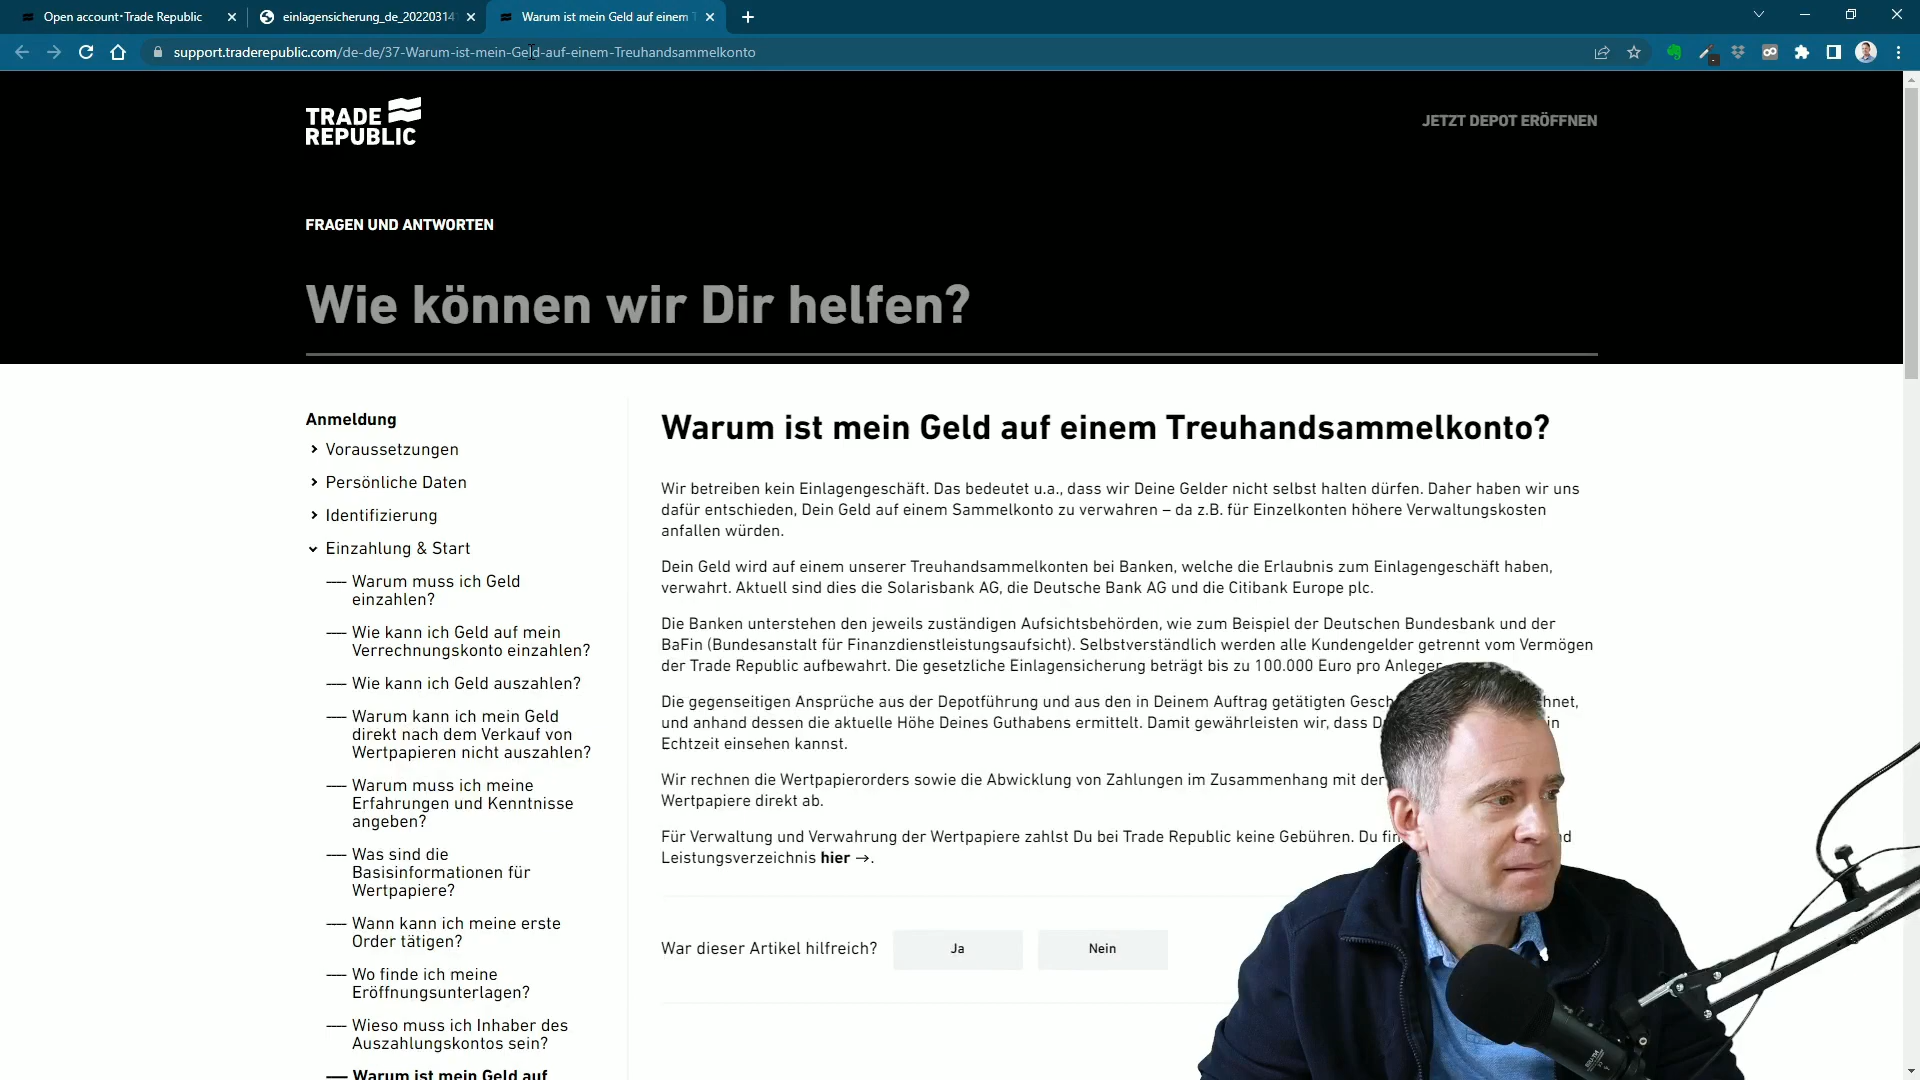 Open account · Trade Republic
einlagensicherung_de_20220314
Warum ist mein Geld auf einem
support.traderepublic.com/de-de/37-Warum-ist-mein-Geld-auf-einem-Treuhandsammelkonto
TRADE
REPUBLIC
JETZT DEPOT ERÖFFNEN
FRAGEN UND ANTWORTEN
Wie können wir Dir helfen?
Anmeldung
Voraussetzungen
Persönliche Daten
Identifizierung
Einzahlung & Start
Warum muss ich Geld
einzahlen?
Wie kann ich Geld auf mein
Verrechnungskonto einzahlen?
Wie kann ich Geld auszahlen?
Warum kann ich mein Geld
direkt nach dem Verkauf von
Wertpapieren nicht auszahlen?
Warum muss ich meine
Erfahrungen und Kenntnisse
angeben?
Was sind die
Basisinformationen für
Wertpapiere?
Wann kann ich meine erste
Order tätigen?
Wo finde ich meine
Eröffnungsunterlagen?
Wieso muss ich Inhaber des
Auszahlungskontos sein?
Warum ist mein Geld auf
Warum ist mein Geld auf einem Treuhandsammelkonto?
Wir betreiben kein Einlagengeschäft. Das bedeutet u.a., dass wir Deine Gelder nicht selbst halten dürfen. Daher haben wir uns
dafür entschieden, Dein Geld auf einem Sammelkonto zu verwahren – da z.B. für Einzelkonten höhere Verwaltungskosten
anfallen würden.
Dein Geld wird auf einem unserer Treuhandsammelkonten bei Banken, welche die Erlaubnis zum Einlagengeschäft haben,
verwahrt. Aktuell sind dies die Solarisbank AG, die Deutsche Bank AG und die Citibank Europe plc.
Die Banken unterstehen den jeweils zuständigen Aufsichtsbehörden, wie zum Beispiel der Deutschen Bundesbank und der
BaFin (Bundesanstalt für Finanzdienstleistungsaufsicht). Selbstverständlich werden alle Kundengelder getrennt vom Vermögen
der Trade Republic aufbewahrt. Die gesetzliche Einlagensicherung beträgt bis zu 100.000 Euro pro Anleger
Die gegenseitigen Ansprüche aus der Depotführung und aus den in Deinem Auftrag getätigten
und anhand dessen die aktuelle Höhe Deines Guthabens ermittelt. Damit gewährleisten wir, dass in
Echtzeit einsehen kannst.
Wir rechnen die Wertpapierorders sowie die Abwicklung von Zahlungen im Zusammenhang mit
Wertpapiere direkt ab.
Für Verwaltung und Verwahrung der Wertpapiere zahlst Du bei Trade Republic keine Gebühren. Du
Leistungsverzeichnis hier →.
War dieser Artikel hilfreich? Ja Nein